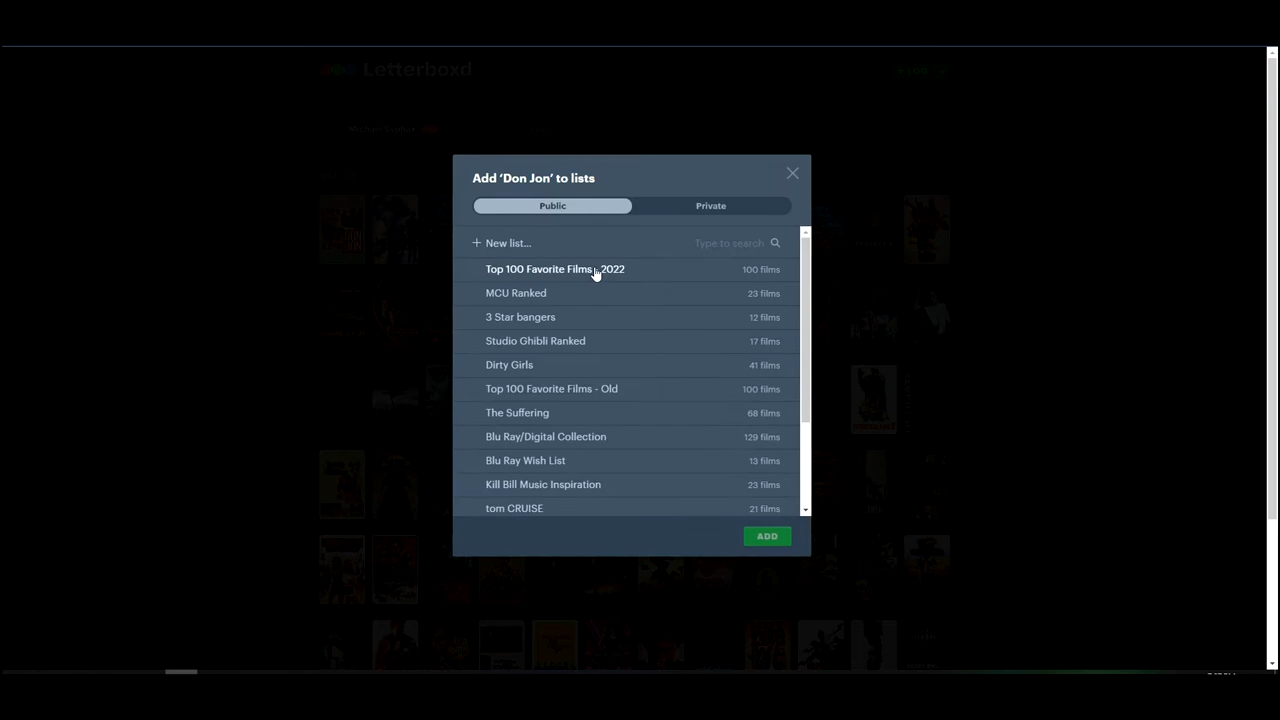 Letterboxd
Add ‘Don Jon’ to lists
Public
Private
+ New list...
Type to search
Top 100 Favorite Films - 2022
100 films
MCU Ranked
23 films
3 Star bangers
12 films
Studio Ghibli Ranked
17 films
Dirty Girls
41 films
Top 100 Favorite Films - Old
100 films
The Suffering
68 films
Blu Ray/Digital Collection
129 films
Blu Ray Wish List
13 films
Kill Bill Music Inspiration
23 films
tom CRUISE
21 films
ADD